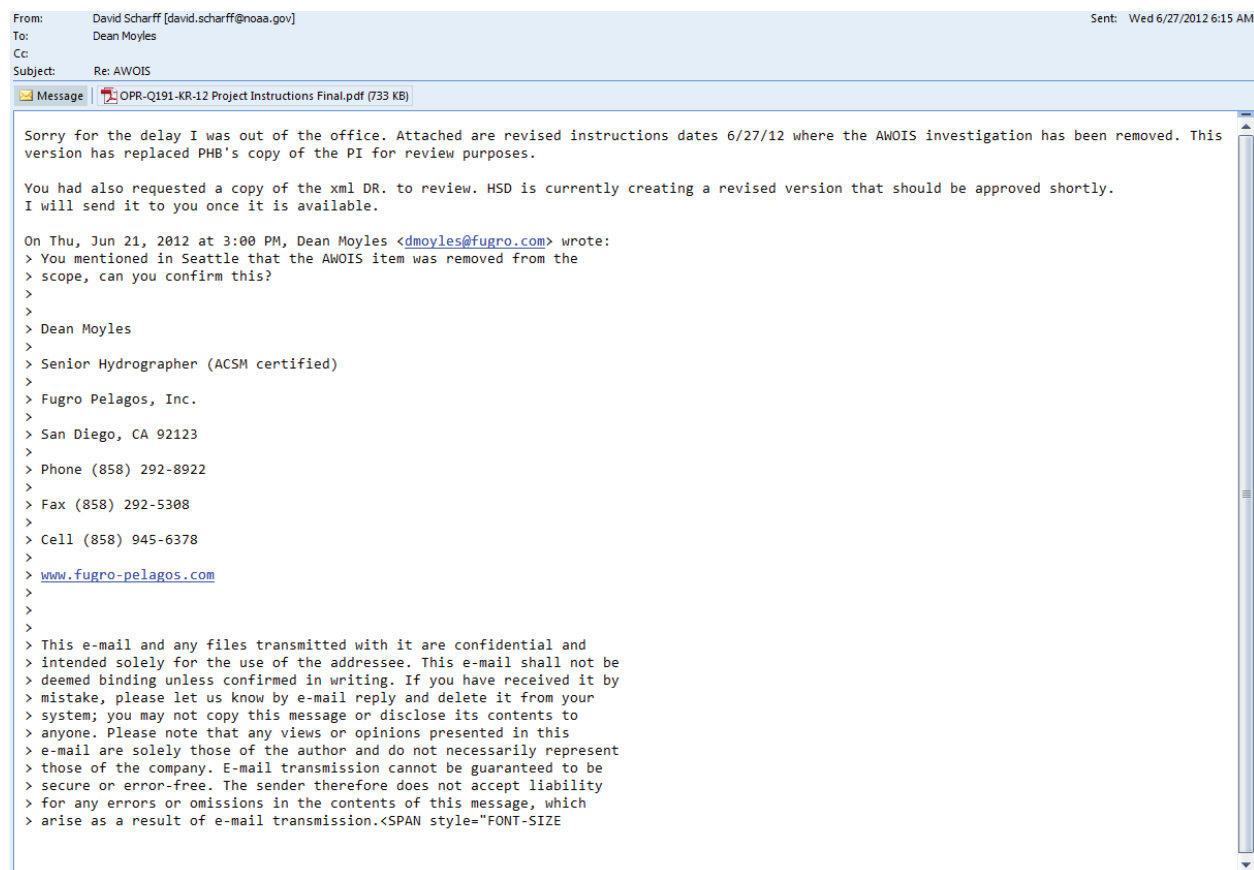 From: David Scharff [david.scharff@noaa.gov] Sent: Wed 6/27/2012 6:15 AM
To: Dean Moyles
Cc:
Subject: Re: AWOIS
Message OPR-Q191-KR-12 Project Instructions Final.pdf (733 KB)
Sorry for the delay I was out of the office. Attached are revised instructions dates 6/27/12 where the AWOIS investigation has been removed. This
version has replaced PHB's copy of the PI for review purposes.
You had also requested a copy of the xml DR. to review. HSD is currently creating a revised version that should be approved shortly.
I will send it to you once it is available.
On Thu, Jun 21, 2012 at 3:00 PM, Dean Moyles <dmoyles@fugro.com> wrote:
> You mentioned in Seattle that the AWOIS item was removed from the
> scope, can you confirm this?
>
>
> Dean Moyles
>
> Senior Hydrographer (ACSM certified)
>
> Fugro Pelagos, Inc.
>
> San Diego, CA 92123
>
> Phone (858) 292-8922
>
> Fax (858) 292-5308
>
> Cell (858) 945-6378
>
> www.fugro-pelagos.com
>
>
>
> This e-mail and any files transmitted with it are confidential and
> intended solely for the use of the addressee. This e-mail shall not be
> deemed binding unless confirmed in writing. If you have received it by
> mistake, please let us know by e-mail reply and delete it from your
> system; you may not copy this message or disclose its contents to
> anyone. Please note that any views or opinions presented in this
> e-mail are solely those of the author and do not necessarily represent
> those of the company. E-mail transmission cannot be guaranteed to be
> secure or error-free. The sender therefore does not accept liability
> for any errors or omissions in the contents of this message, which
> arise as a result of e-mail transmission.<SPAN style="FONT-SIZE